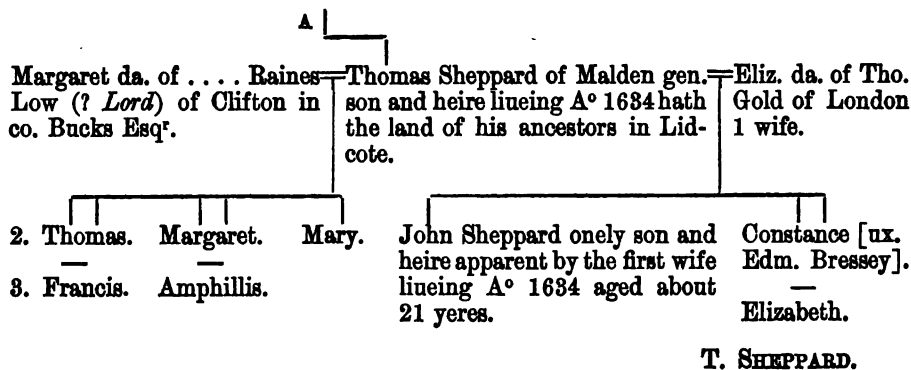 A
Margaret da. of .... Raines
Low (? Lord) of Clifton in
co. Bucks Esqr.
Thomas Sheppard of Malden gen.
son and heire liueing Ao 1634 hath
the land of his ancestors in Lid-
cote.
Eliz. da. of Tho.
Gold of London
1 wife.
2. Thomas.
3. Francis.
Margaret.
Amphillis.
Mary.
John Sheppard onely son and
heire apparent by the first wife
liueing Ao 1634 aged about
21 yeres.
Constance [ux.
Edm. Bressey].
Elizabeth.
T. SHEPPARD.